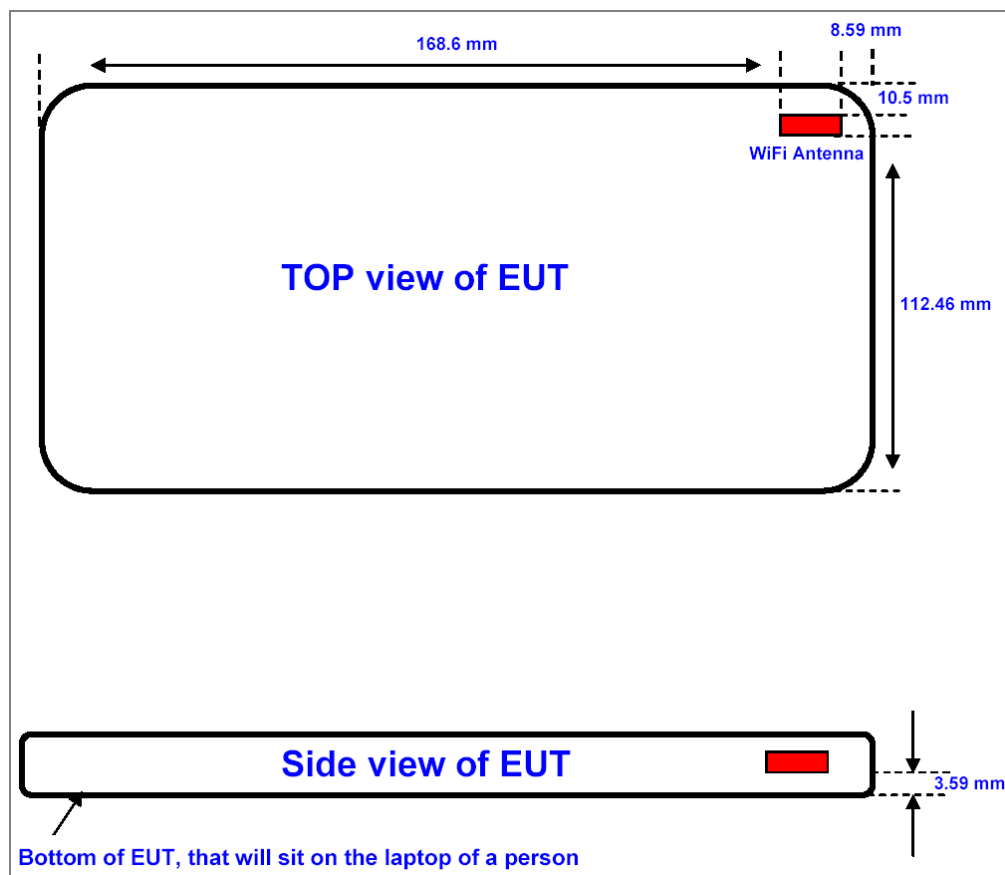 8.59 mm
168.6 mm
10.5 mm
WiFi Antenna
TOP view of EUT
112.46 mm
Side view of EUT
3.59 mm
Bottom of EUT, that will sit on the laptop of a person